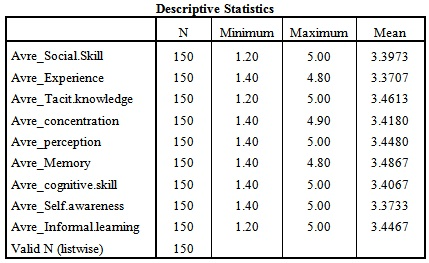 Descriptive Statistics
N Minimum Maximum Mean
Avre_Social.Skill 150 1.20 5.00 3.3973
Avre_Experience 150 1.40 4.80 3.3707
Avre_Tacit.knowledge 150 1.20 5.00 3.4613
Avre_concentration 150 1.40 4.90 3.4180
Avre_perception 150 1.40 5.00 3.4480
Avre_Memory 150 1.40 4.80 3.4867
Avre_cognitive.skill 150 1.40 5.00 3.4067
Avre_Self.awareness 150 1.40 5.00 3.3733
Avre_Informal.learning 150 1.20 5.00 3.4467
Valid N (listwise) 150